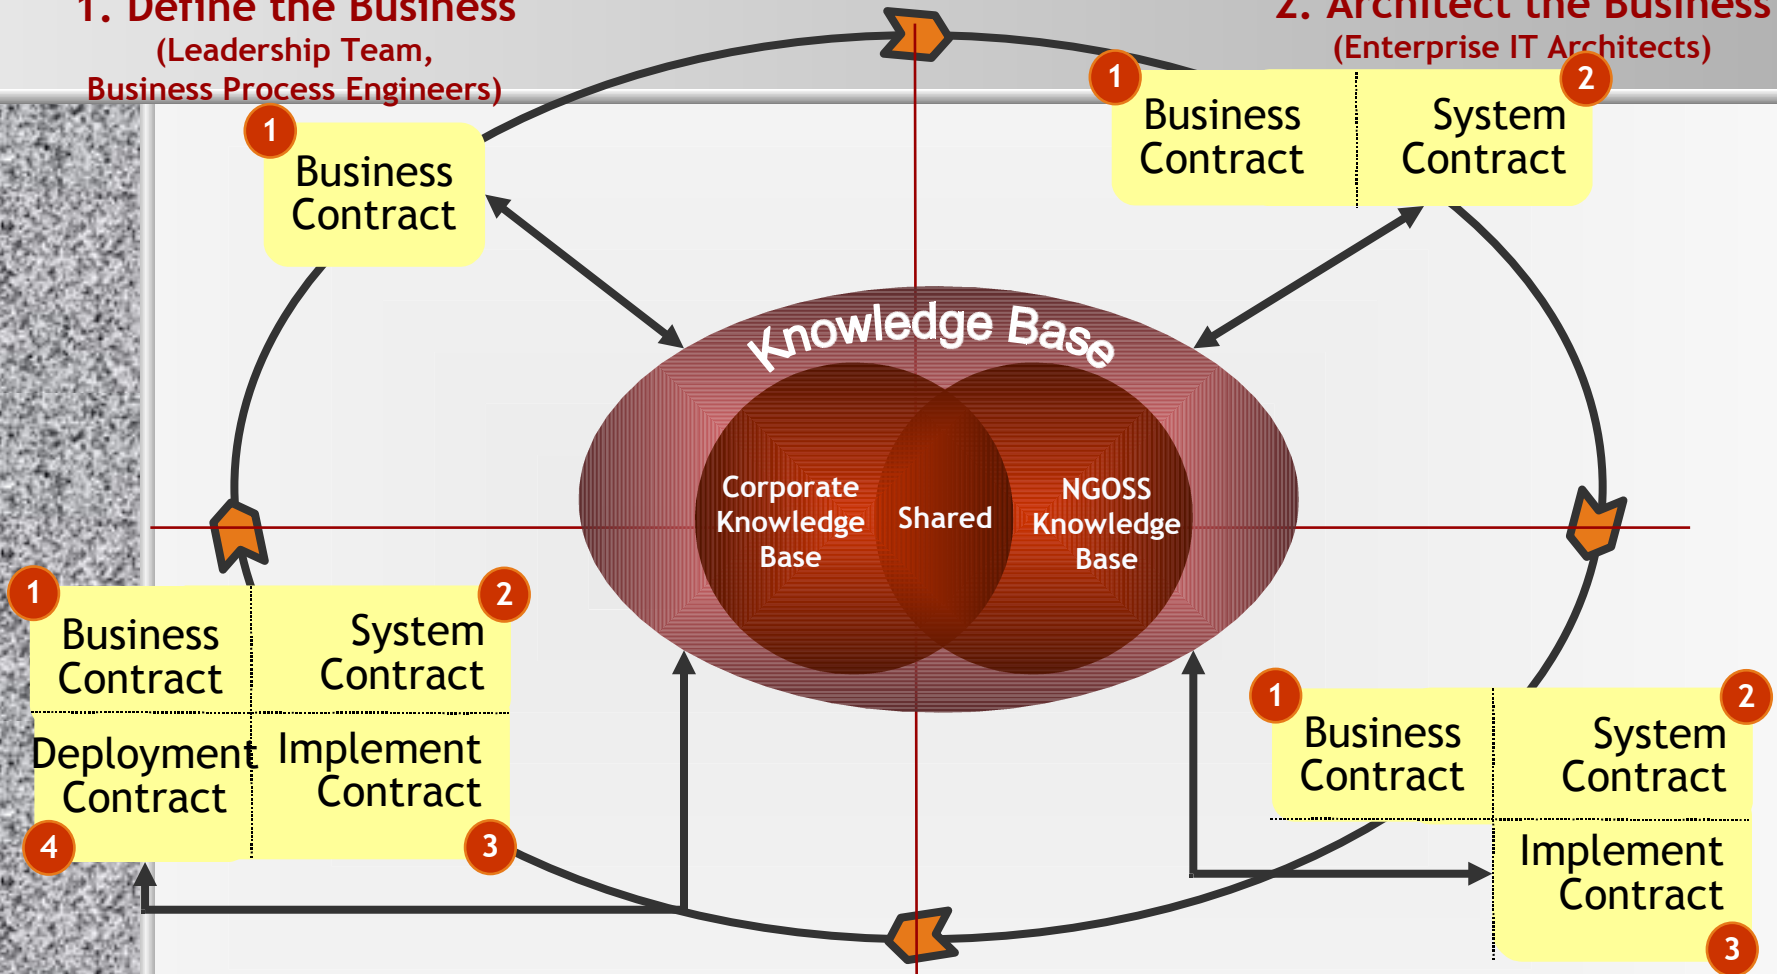 1. Define the Business
(Leadership Team,
Business Process Engineers)
2. Architect the Business
(Enterprise IT Architects)
1
Business
Contract
1
Business
Contract
2
System
Contract
Knowledge Base
Corporate
Knowledge
Base
Shared
NGOSS
Knowledge
Base
1
Business
Contract
2
System
Contract
Deployment
Contract
4
Implement
Contract
3
1
Business
Contract
2
System
Contract
Implement
Contract
3